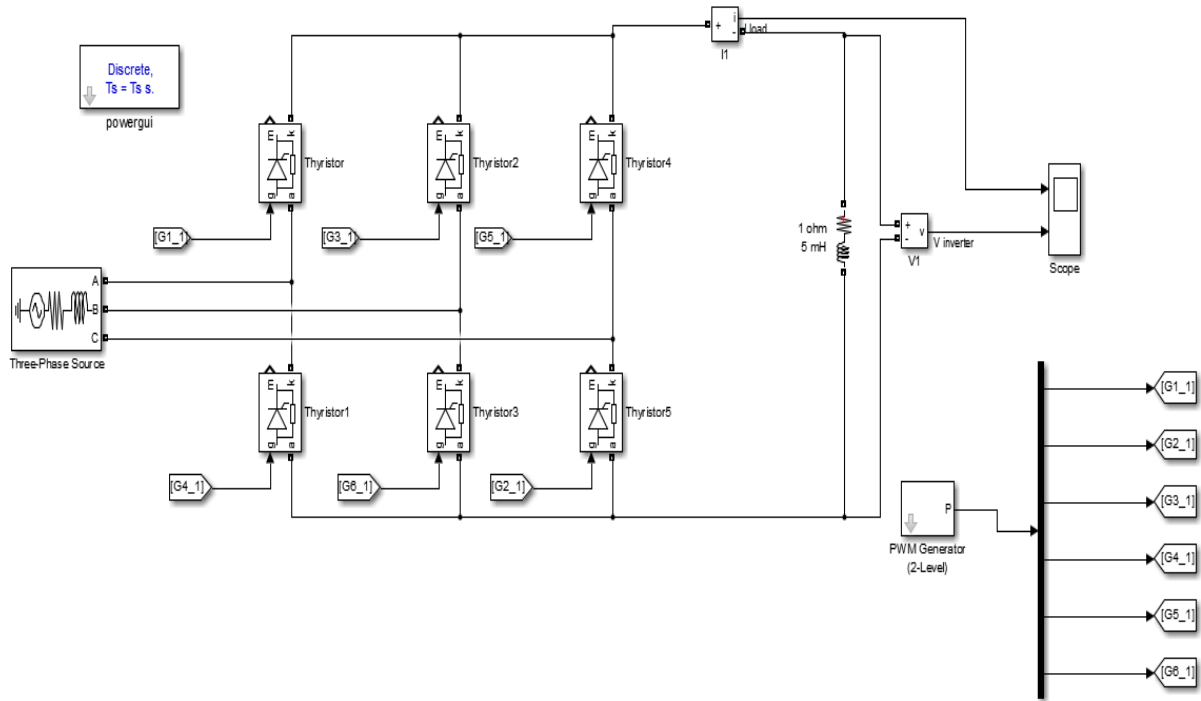 Discrete,
Ts = Ts s.
powergui
+
i
-
I load
I1
m
k
g
a
Thyristor
m
k
g
a
Thyristor2
m
k
g
a
Thyristor4
[G1_1]
[G3_1]
[G5_1]
1 ohm
5 mH
+
-
v
V inverter
V1
Scope
A
B
C
Three-Phase Source
m
k
g
a
Thyristor1
m
k
g
a
Thyristor3
m
k
g
a
Thyristor5
[G4_1]
[G6_1]
[G2_1]
P
PWM Generator
(2-Level)
[G1_1]
[G2_1]
[G3_1]
[G4_1]
[G5_1]
[G6_1]